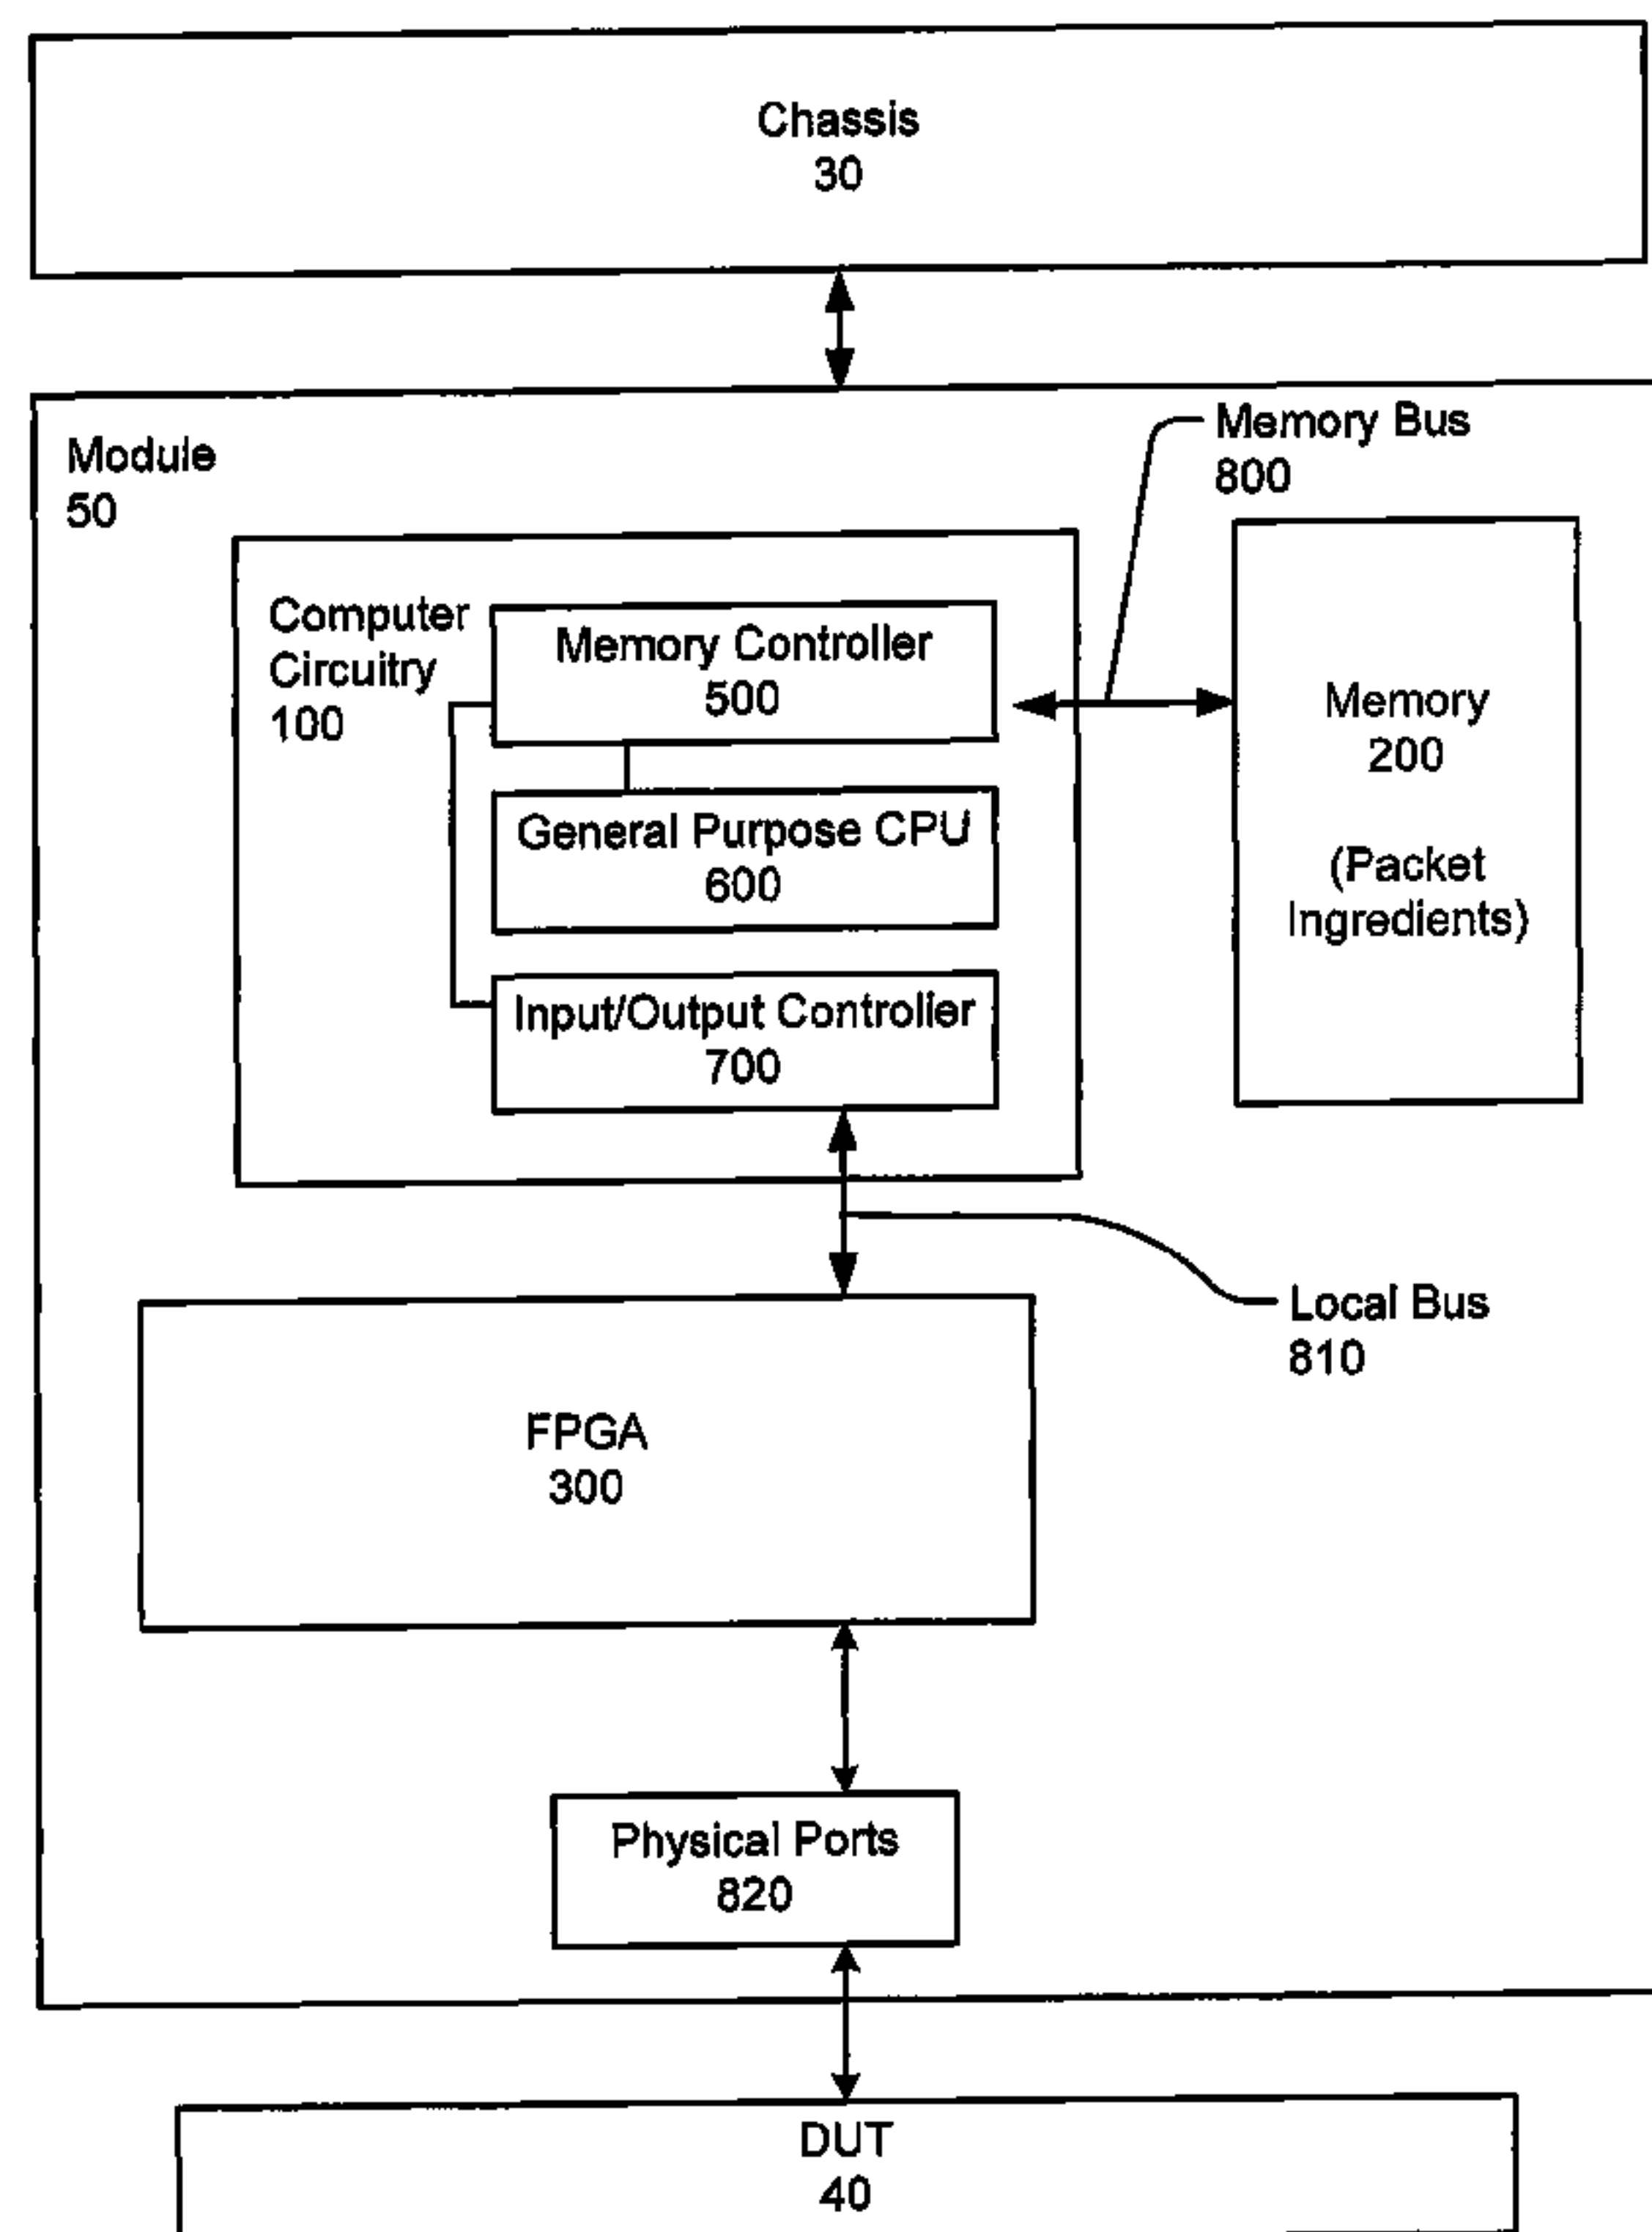 Chassis
30
Module
50
Memory Bus
800
Computer
Circuitry
100
Memory Controller
500
General Purpose CPU
600
Input/Output Controller
700
Memory
200
(Packet
Ingredients)
Local Bus
810
FPGA
300
Physical Ports
820
DUT
40